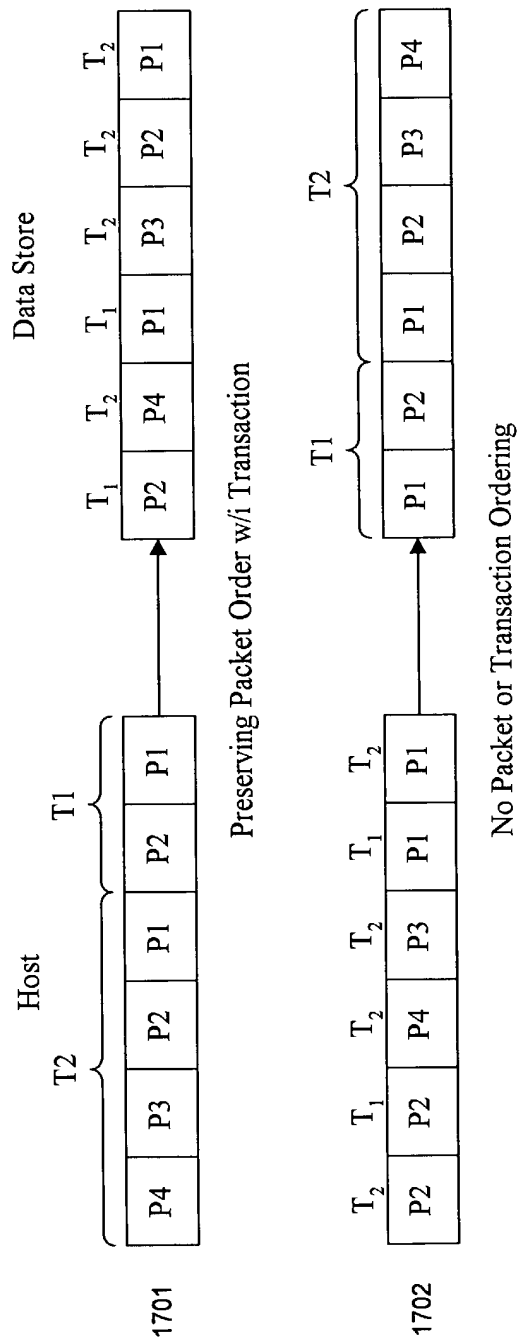 Host
Data Store
T2
T1
T₁ T₂ T₁ T₂ T₂ T₂
1701
P4 P3 P2 P1 P2 P1
P2 P4 P1 P3 P2 P1
Preserving Packet Order w/i Transaction
T₂ T₁ T₂ T₂ T₁ T₂
T1
T2
1702
P2 P2 P4 P3 P1 P1
P1 P2 P1 P2 P3 P4
No Packet or Transaction Ordering